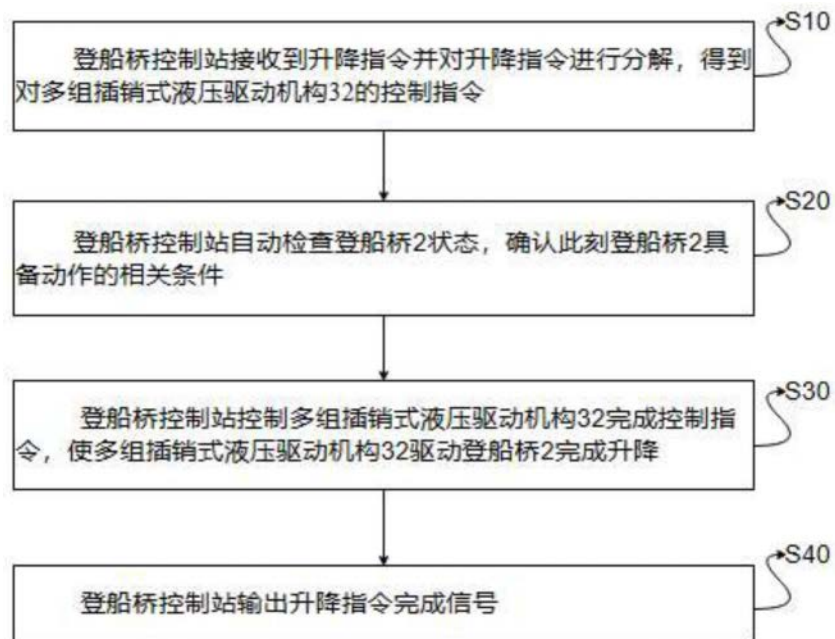 S10
登船桥控制站接收到升降指令并对升降指令进行分解，得到
对多组插销式液压驱动机构32的控制指令
S20
登船桥控制站自动检查登船桥2状态，确认此刻登船桥2具
备动作的相关条件
S30
登船桥控制站控制多组插销式液压驱动机构32完成控制指
令，使多组插销式液压驱动机构32驱动登船桥2完成升降
S40
登船桥控制站输出升降指令完成信号